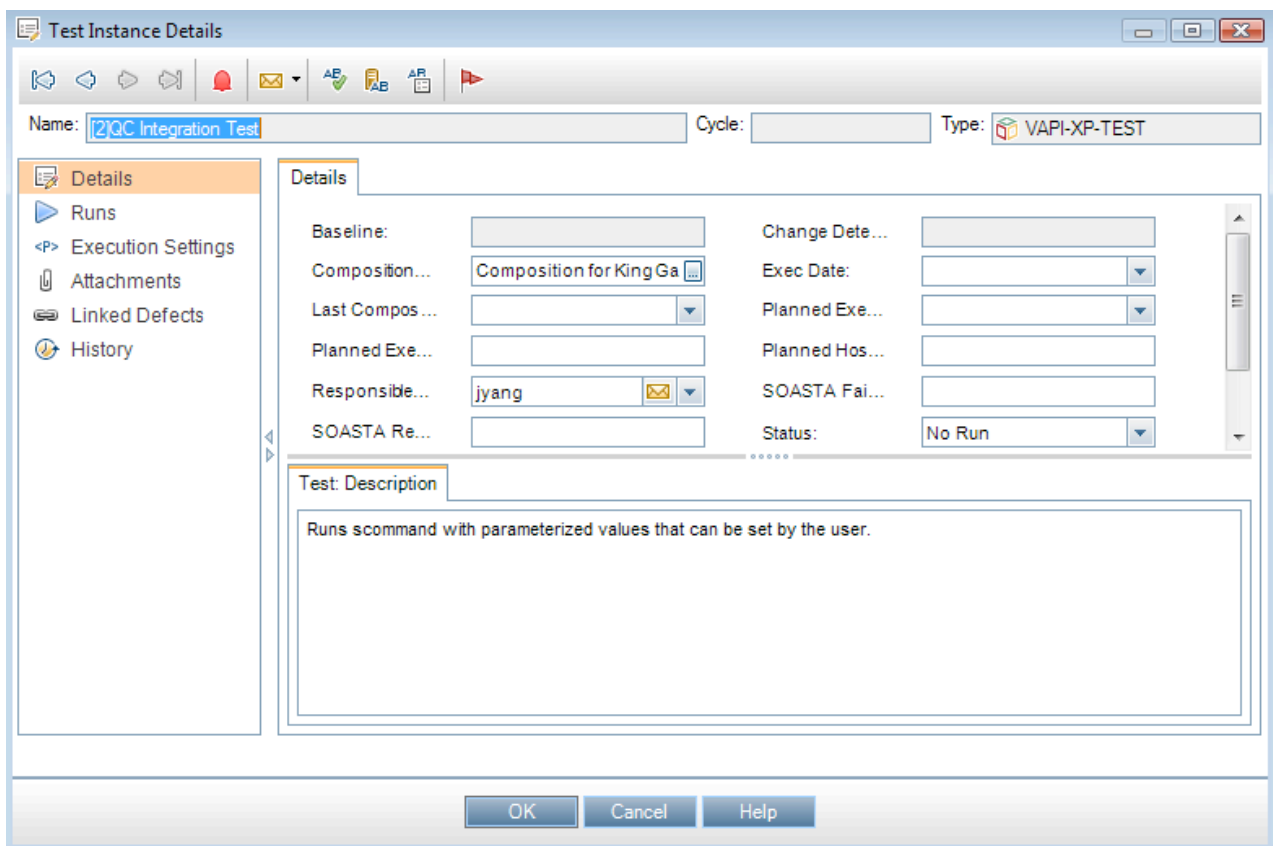 Test Instance Details
Name: [2]QC Integration Test Cycle: Type: VAPI-XP-TEST
Details
Runs
<P> Execution Settings
Attachments
Linked Defects
History
Details
Baseline: Change Dete...
Composition... Composition for King Ga ... Exec Date:
Last Compos... Planned Exe...
Planned Exe... Planned Hos...
Responsible... jyang SOASTA Fai...
SOASTA Re... Status: No Run
Test: Description
Runs scommand with parameterized values that can be set by the user.
OK Cancel Help